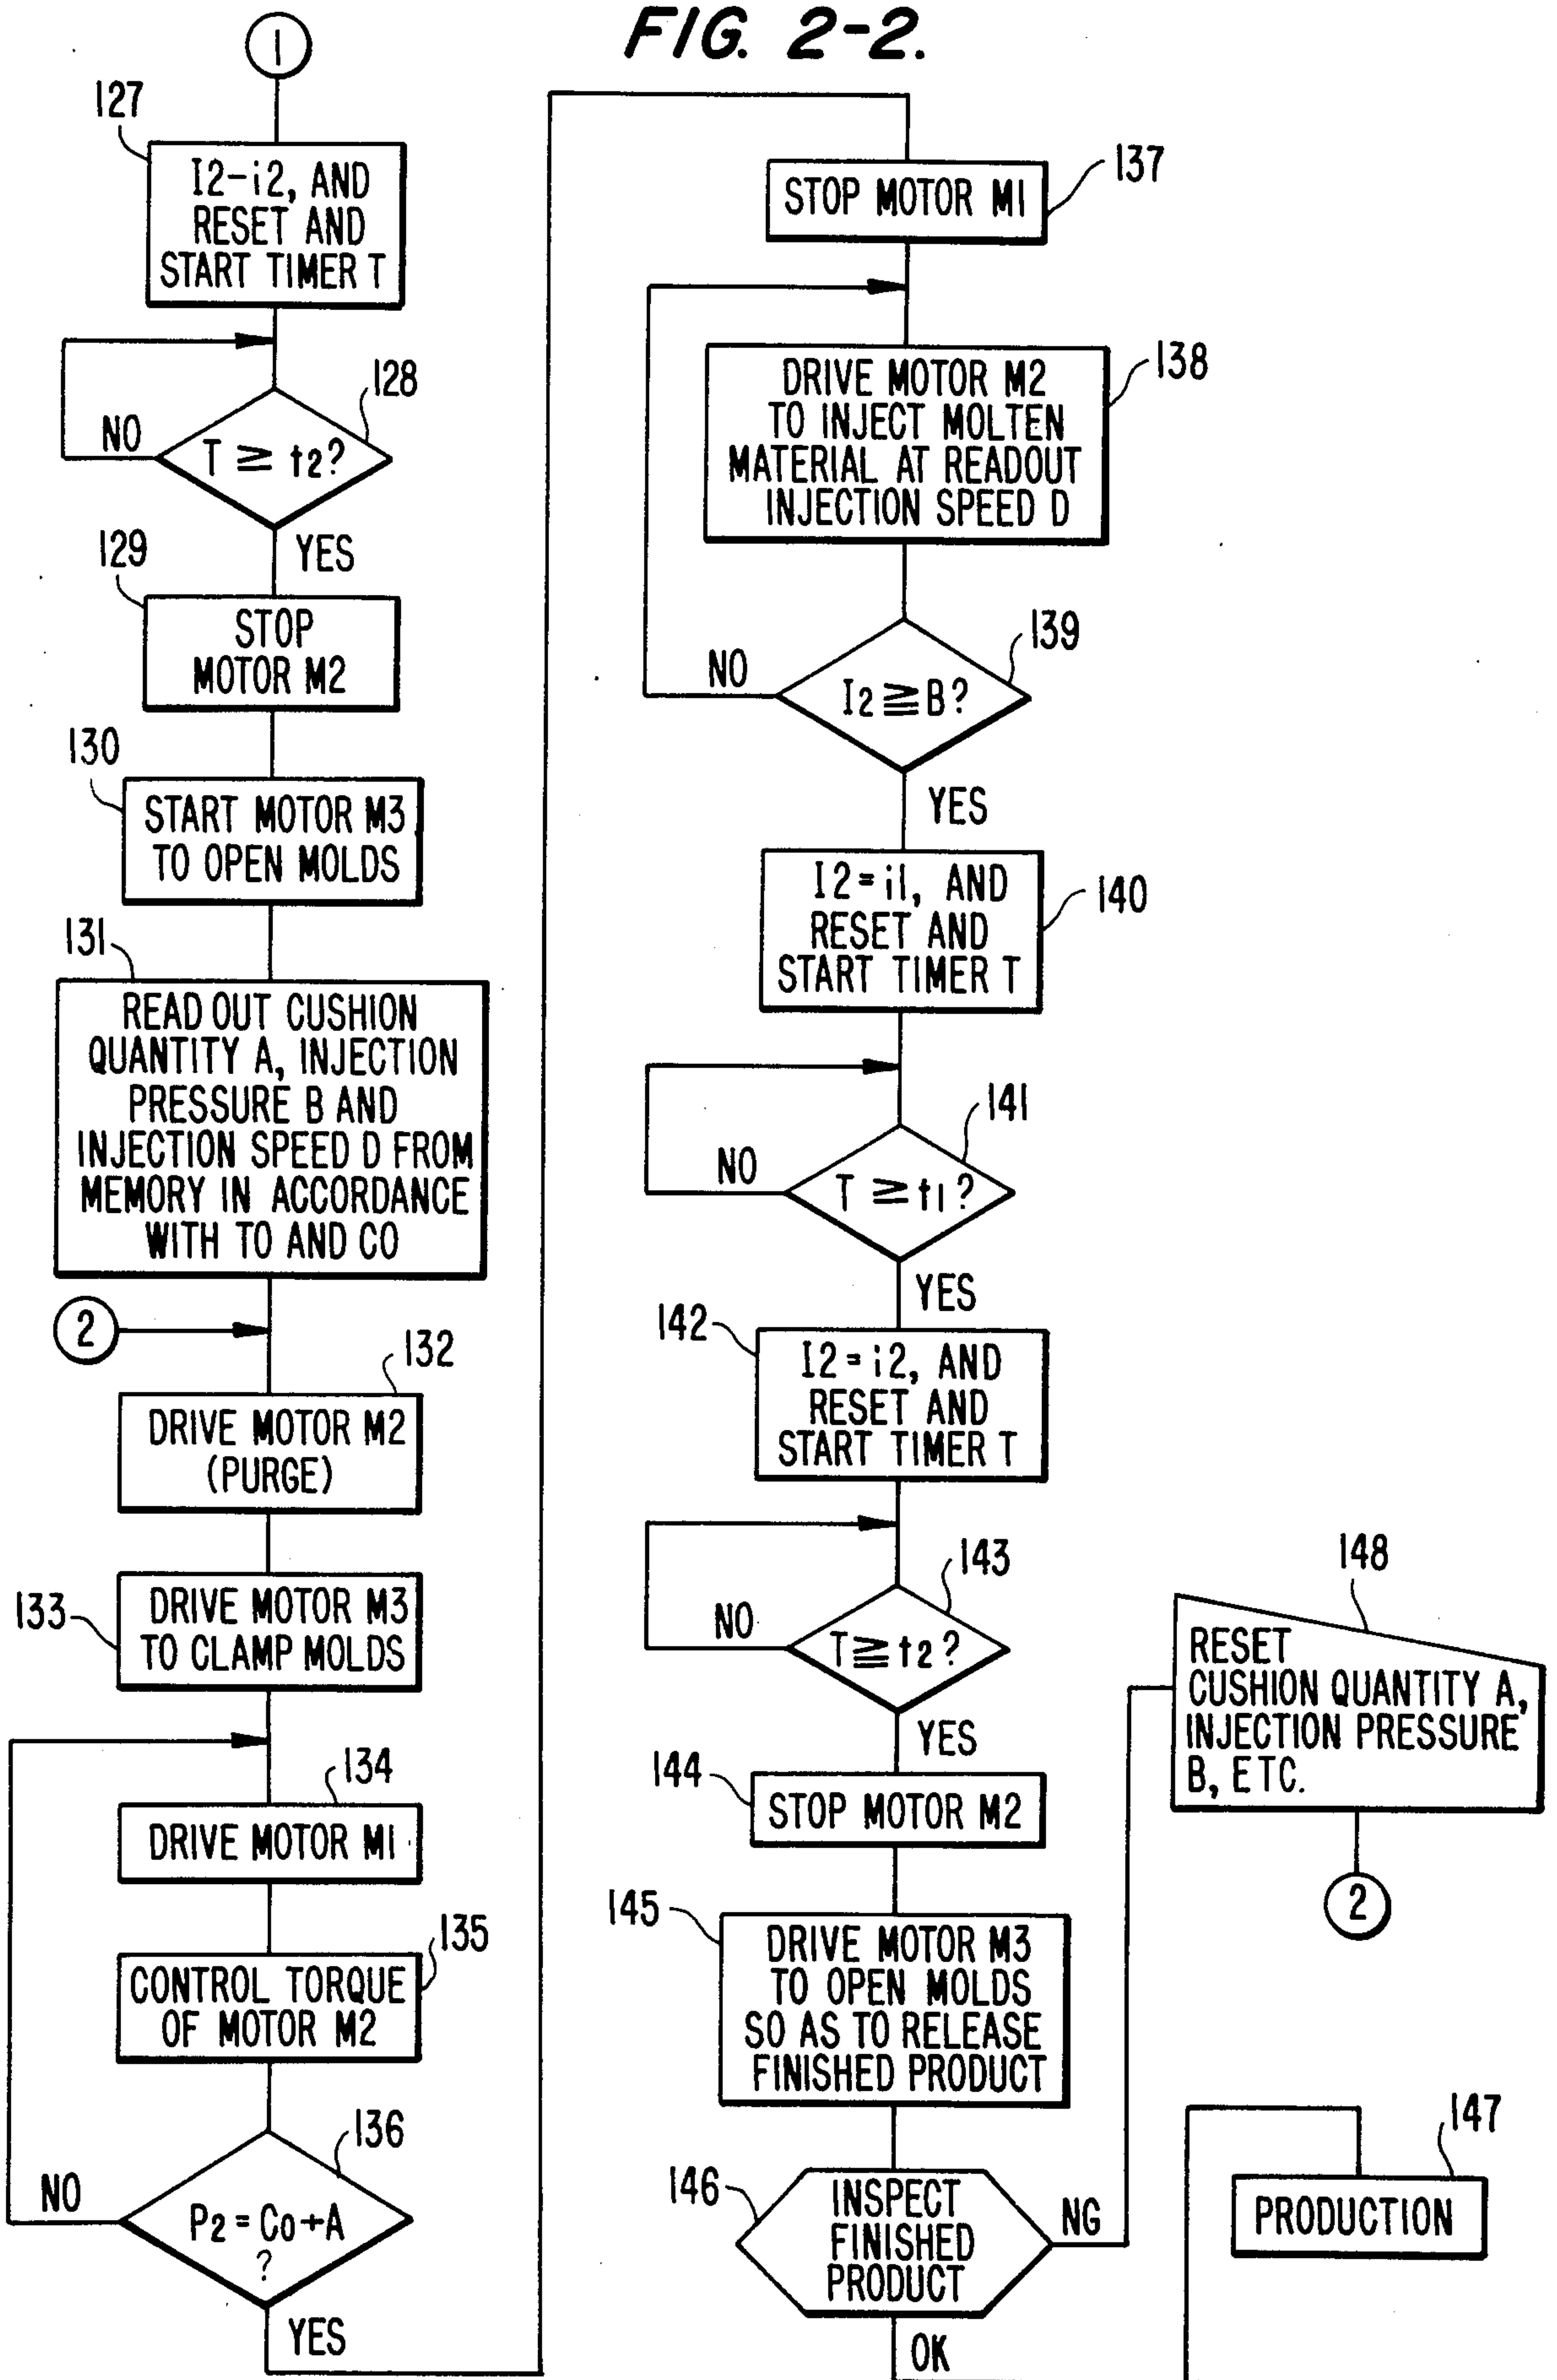 FIG. 2-2.
1
127
I2-i2, AND
RESET AND
START TIMER T
128
NO
T ≧ t2?
YES
129
STOP
MOTOR M2
130
START MOTOR M3
TO OPEN MOLDS
131
READ OUT CUSHION
QUANTITY A, INJECTION
PRESSURE B AND
INJECTION SPEED D FROM
MEMORY IN ACCORDANCE
WITH TO AND CO
2
132
DRIVE MOTOR M2
(PURGE)
133
DRIVE MOTOR M3
TO CLAMP MOLDS
134
DRIVE MOTOR M1
135
CONTROL TORQUE
OF MOTOR M2
136
NO
P2 = C0+A
?
YES
137
STOP MOTOR M1
138
DRIVE MOTOR M2
TO INJECT MOLTEN
MATERIAL AT READOUT
INJECTION SPEED D
139
NO
I2 ≧ B?
YES
140
I2 = i1, AND
RESET AND
START TIMER T
141
NO
T ≧ t1?
YES
142
I2 = i2, AND
RESET AND
START TIMER T
143
NO
T ≧ t2?
YES
144
STOP MOTOR M2
145
DRIVE MOTOR M3
TO OPEN MOLDS
SO AS TO RELEASE
FINISHED PRODUCT
146
INSPECT
FINISHED
PRODUCT
NG
OK
148
RESET
CUSHION QUANTITY A,
INJECTION PRESSURE
B, ETC.
2
147
PRODUCTION